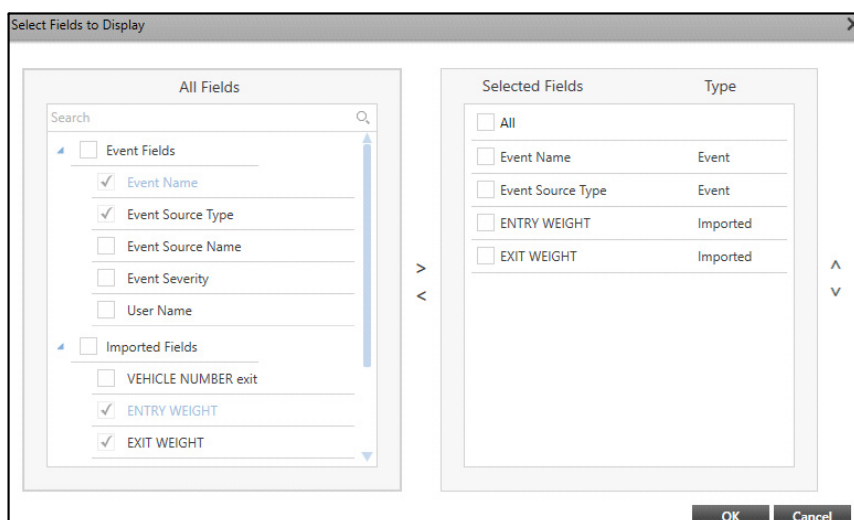 Select Fields to Display X
All Fields
Search
Event Fields
Event Name
Event Source Type
Event Source Name
Event Severity
User Name
Imported Fields
VEHICLE NUMBER exit
ENTRY WEIGHT
EXIT WEIGHT
>
<
Selected Fields Type
All
Event Name Event
Event Source Type Event
ENTRY WEIGHT Imported
EXIT WEIGHT Imported
OK Cancel